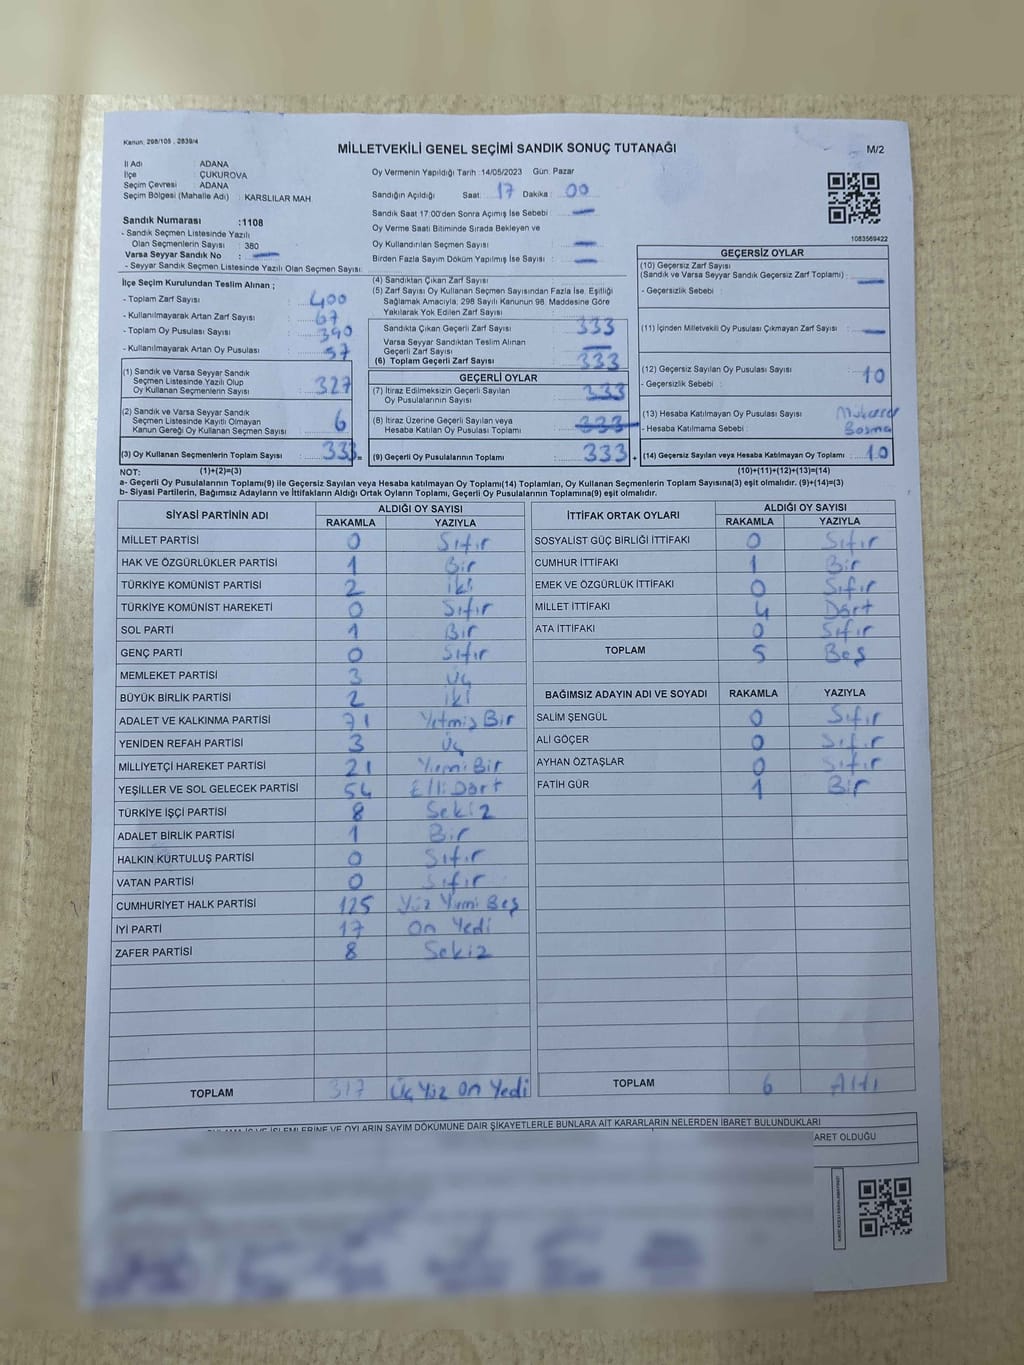 Kanun: 298/105 , 2839/4
MİLLETVEKİLİ GENEL SEÇİMİ SANDIK SONUÇ TUTANAĞI
M/2
İl Adı ADANA
İlçe ÇUKUROVA
Seçim Çevresi ADANA
Seçim Bölgesi (Mahalle Adı) : KARSLILAR MAH
Oy Vermenin Yapıldığı Tarih :14/05/2023 Gün: Pazar
Sandığın Açıldığı Saat: 17 Dakika : 00
Sandık Saat 17:00'den Sonra Açımış İse Sebebi : —
Oy Verme Saati Bitiminde Sırada Bekleyen ve
Oy Kullandırılan Seçmen Sayısı : —
Birden Fazla Sayım Döküm Yapılmış İse Sayısı : —
1083569422
Sandık Numarası :1108
- Sandık Seçmen Listesinde Yazılı
Olan Seçmenlerin Sayısı : 380
Varsa Seyyar Sandık No : —
- Seyyar Sandık Seçmen Listesinde Yazılı Olan Seçmen Sayısı:
İlçe Seçim Kurulundan Teslim Alınan ;
- Toplam Zarf Sayısı : 400
- Kullanılmayarak Artan Zarf Sayısı : 67
- Toplam Oy Pusulası Sayısı : 390
- Kullanılmayarak Artan Oy Pusulası : 57
(1) Sandık ve Varsa Seyyar Sandık
Seçmen Listesinde Yazılı Olup
Oy Kullanan Seçmenlerin Sayısı : 327
(2) Sandık ve Varsa Seyyar Sandık
Seçmen Listesinde Kayıtlı Olmayan
Kanun Gereği Oy Kullanan Seçmen Sayısı : 6
(3) Oy Kullanan Seçmenlerin Toplam Sayısı : 333 =
(4) Sandıktan Çıkan Zarf Sayısı :
(5) Zarf Sayısı Oy Kullanan Seçmen Sayısından Fazla İse, Eşitliği
Sağlamak Amacıyla, 298 Sayılı Kanunun 98. Maddesine Göre
Yakılarak Yok Edilen Zarf Sayısı :
Sandıkta Çıkan Geçerli Zarf Sayısı : 333
Varsa Seyyar Sandıktan Teslim Alınan
Geçerli Zarf Sayısı : —
(6) Toplam Geçerli Zarf Sayısı : 333
GEÇERLİ OYLAR
(7) İtiraz Edilmeksizin Geçerli Sayılan
Oy Pusulalarının Sayısı : 333
(8) İtiraz Üzerine Geçerli Sayılan veya
Hesaba Katılan Oy Pusulası Toplamı : 333
(9) Geçerli Oy Pusulalarının Toplamı : 333 +
GEÇERSİZ OYLAR
(10) Geçersiz Zarf Sayısı
(Sandık ve Varsa Seyyar Sandık Geçersiz Zarf Toplamı) : —
- Geçersizlik Sebebi :
(11) İçinden Milletvekili Oy Pusulası Çıkmayan Zarf Sayısı : —
(12) Geçersiz Sayılan Oy Pusulası Sayısı : 10
- Geçersizlik Sebebi :
(13) Hesaba Katılmayan Oy Pusulası Sayısı :
- Hesaba Katılmama Sebebi : Mükerrer Basma
(14) Geçersiz Sayılan veya Hesaba Katılmayan Oy Toplamı : 10
NOT: (1)+(2)=(3) (10)+(11)+(12)+(13)=(14)
a- Geçerli Oy Pusulalarının Toplamı(9) ile Geçersiz Sayılan veya Hesaba katılmayan Oy Toplamı(14) Toplamları, Oy Kullanan Seçmenlerin Toplam Sayısına(3) eşit olmalıdır. (9)+(14)=(3)
b- Siyasi Partilerin, Bağımsız Adayların ve İttifakların Aldığı Ortak Oyların Toplamı, Geçerli Oy Pusulalarının Toplamına(9) eşit olmalıdır.
SİYASİ PARTİNİN ADI ALDIĞI OY SAYISI
RAKAMLA YAZIYLA
MİLLET PARTİSİ 0 Sıfır
HAK VE ÖZGÜRLÜKLER PARTİSİ 1 Bir
TÜRKİYE KOMÜNİST PARTİSİ 2 iki
TÜRKİYE KOMÜNİST HAREKETİ 0 Sıfır
SOL PARTİ 1 Bir
GENÇ PARTİ 0 Sıfır
MEMLEKET PARTİSİ 3 Üç
BÜYÜK BİRLİK PARTİSİ 2 iki
ADALET VE KALKINMA PARTİSİ 71 Yetmiş Bir
YENİDEN REFAH PARTİSİ 3 Üç
MİLLİYETÇİ HAREKET PARTİSİ 21 Yirmi Bir
YEŞİLLER VE SOL GELECEK PARTİSİ 54 Elli Dört
TÜRKİYE İŞÇİ PARTİSİ 8 Sekiz
ADALET BİRLİK PARTİSİ 1 Bir
HALKIN KURTULUŞ PARTİSİ 0 Sıfır
VATAN PARTİSİ 0 Sıfır
CUMHURİYET HALK PARTİSİ 125 Yüz Yirmi Beş
İYİ PARTİ 17 On Yedi
ZAFER PARTİSİ 8 Sekiz
TOPLAM 317 Üç Yüz On Yedi
İTTİFAK ORTAK OYLARI ALDIĞI OY SAYISI
RAKAMLA YAZIYLA
SOSYALİST GÜÇ BİRLİĞİ İTTİFAKI 0 Sıfır
CUMHUR İTTİFAKI 1 Bir
EMEK VE ÖZGÜRLÜK İTTİFAKI 0 Sıfır
MİLLET İTTİFAKI 4 Dört
ATA İTTİFAKI 0 Sıfır
TOPLAM 5 Beş
BAĞIMSIZ ADAYIN ADI VE SOYADI RAKAMLA YAZIYLA
SALİM ŞENGÜL 0 Sıfır
ALİ GÖÇER 0 Sıfır
AYHAN ÖZTAŞLAR 0 Sıfır
FATİH GÜR 1 Bir
TOPLAM 6 Altı
İŞLEMLERİNE VE OYLARIN SAYIM DÖKÜMÜNE DAİR ŞİKAYETLERLE BUNLARA AİT KARARLARIN NELERDEN İBARET BULUNDUKLARI
ARET OLDUĞU